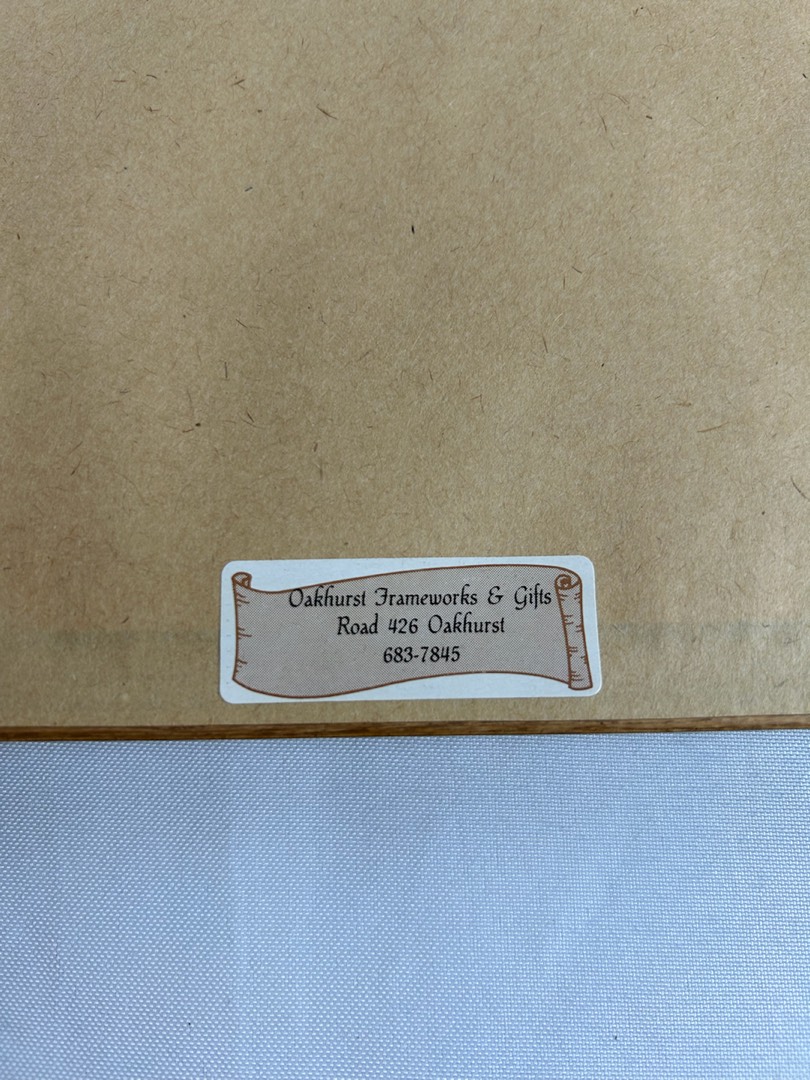 Oakhurst Frameworks & Gifts
Road 426 Oakhurst
683-7845